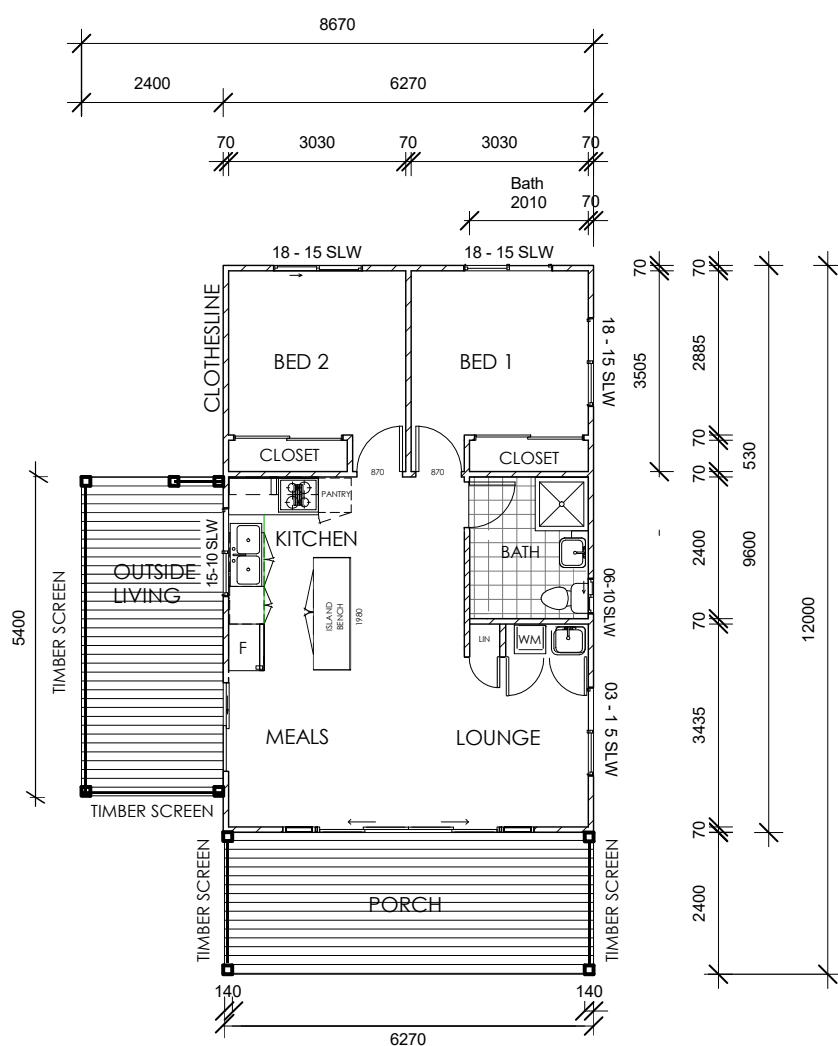 8670
2400
6270
70
3030
70
3030
70
Bath
2010
70
18 - 15 SLW
18 - 15 SLW
70
70
CLOTHESLINE
BED 2
BED 1
18 - 15 SLW
3505
2885
CLOSET
CLOSET
70
870
870
70
530
PANTRY
KITCHEN
BATH
15-10 SLW
OUTSIDE
LIVING
2400
9600
06-10 SLW
ISLAND
BENCH
1980
TIMBER SCREEN
5400
12000
F
LIN
WM
70
03 - 1 5 SLW
MEALS
LOUNGE
3435
TIMBER SCREEN
70
TIMBER SCREEN
PORCH
TIMBER SCREEN
2400
140
140
6270